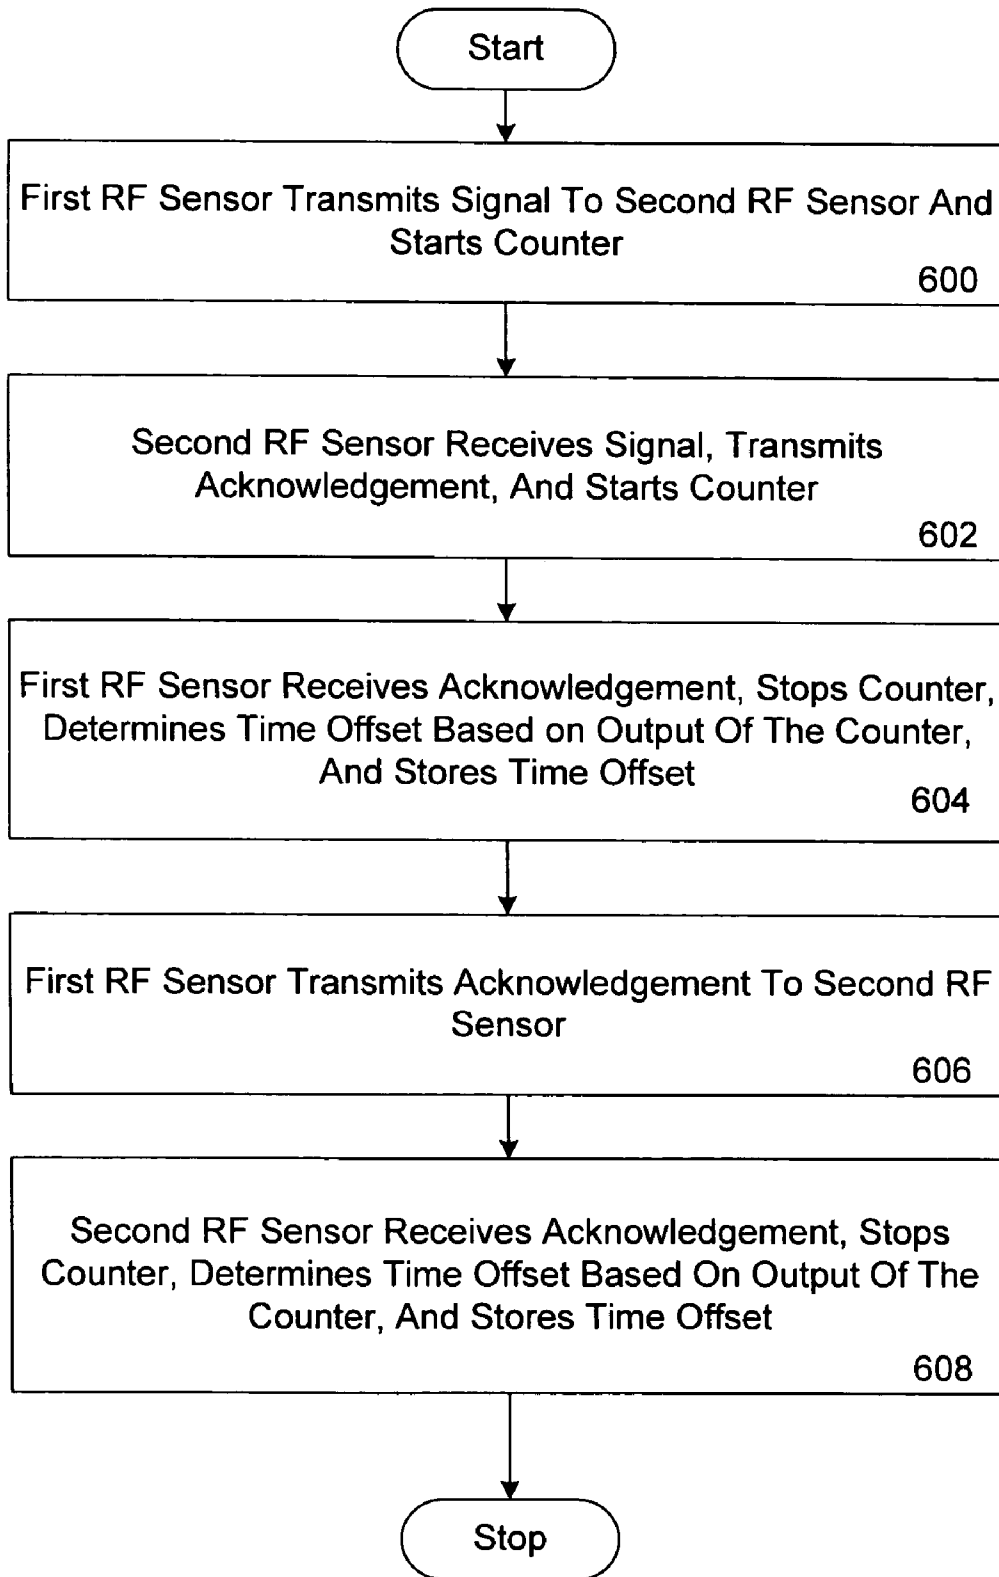 Start
First RF Sensor Transmits Signal To Second RF Sensor And
Starts Counter
600
Second RF Sensor Receives Signal, Transmits
Acknowledgement, And Starts Counter
602
First RF Sensor Receives Acknowledgement, Stops Counter,
Determines Time Offset Based on Output Of The Counter,
And Stores Time Offset
604
First RF Sensor Transmits Acknowledgement To Second RF
Sensor
606
Second RF Sensor Receives Acknowledgement, Stops
Counter, Determines Time Offset Based On Output Of The
Counter, And Stores Time Offset
608
Stop